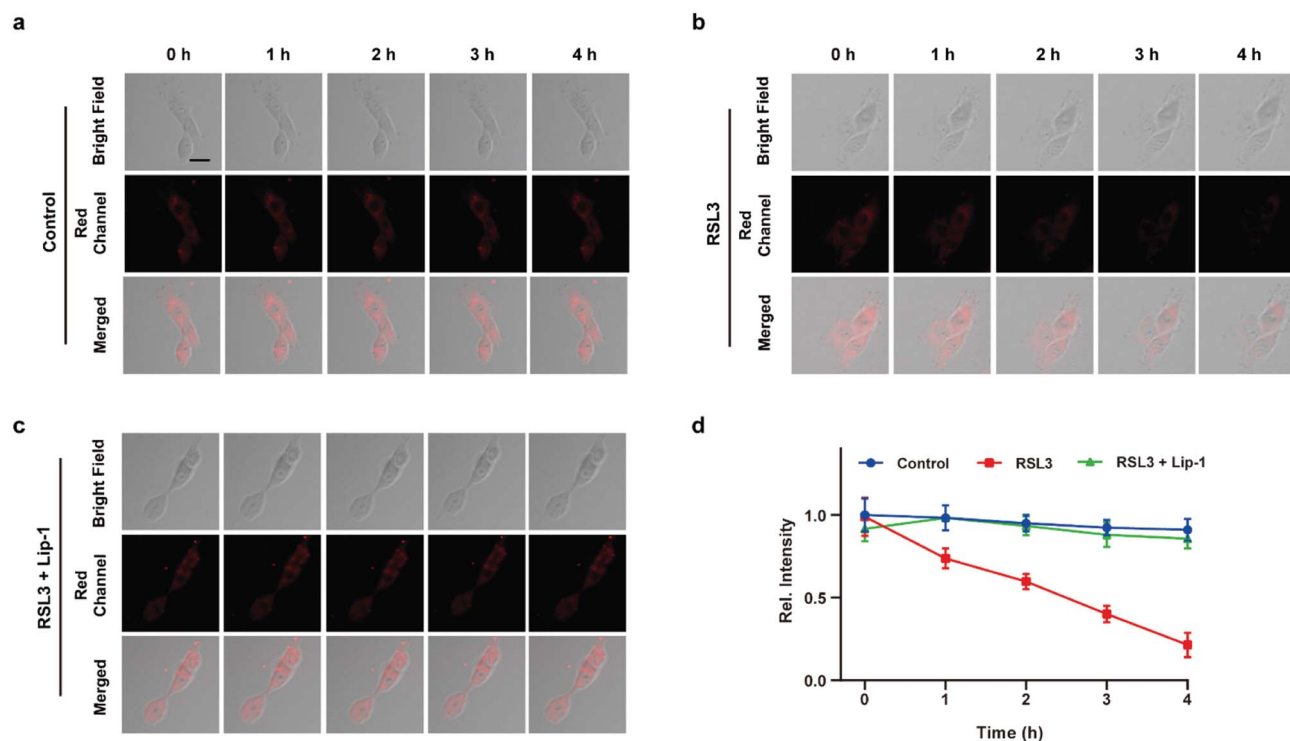 a
0 h 1 h 2 h 3 h 4 h
Control
Bright Field
Red
Channel
Merged
b
0 h 1 h 2 h 3 h 4 h
RSL3
Bright Field
Red
Channel
Merged
c
RSL3 + Lip-1
Bright Field
Red
Channel
Merged
d
Control RSL3 RSL3 + Lip-1
Rel. Intensity
1.0
0.5
0.0
0 1 2 3 4
Time (h)